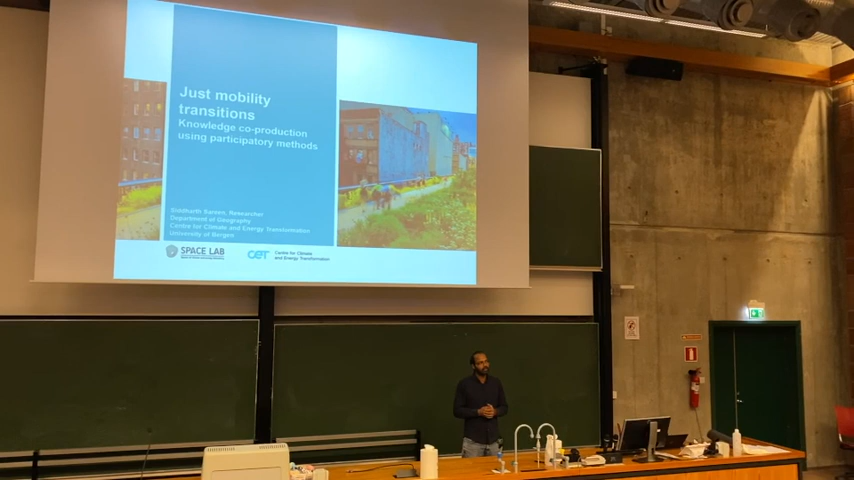 Just mobility
transitions
Knowledge co-production
using participatory methods
Siddharth Sareen, Researcher
Department of Geography
Centre for Climate and Energy Transformation
University of Bergen
SPACE LAB
CET
Centre for Climate
and Energy Transformation